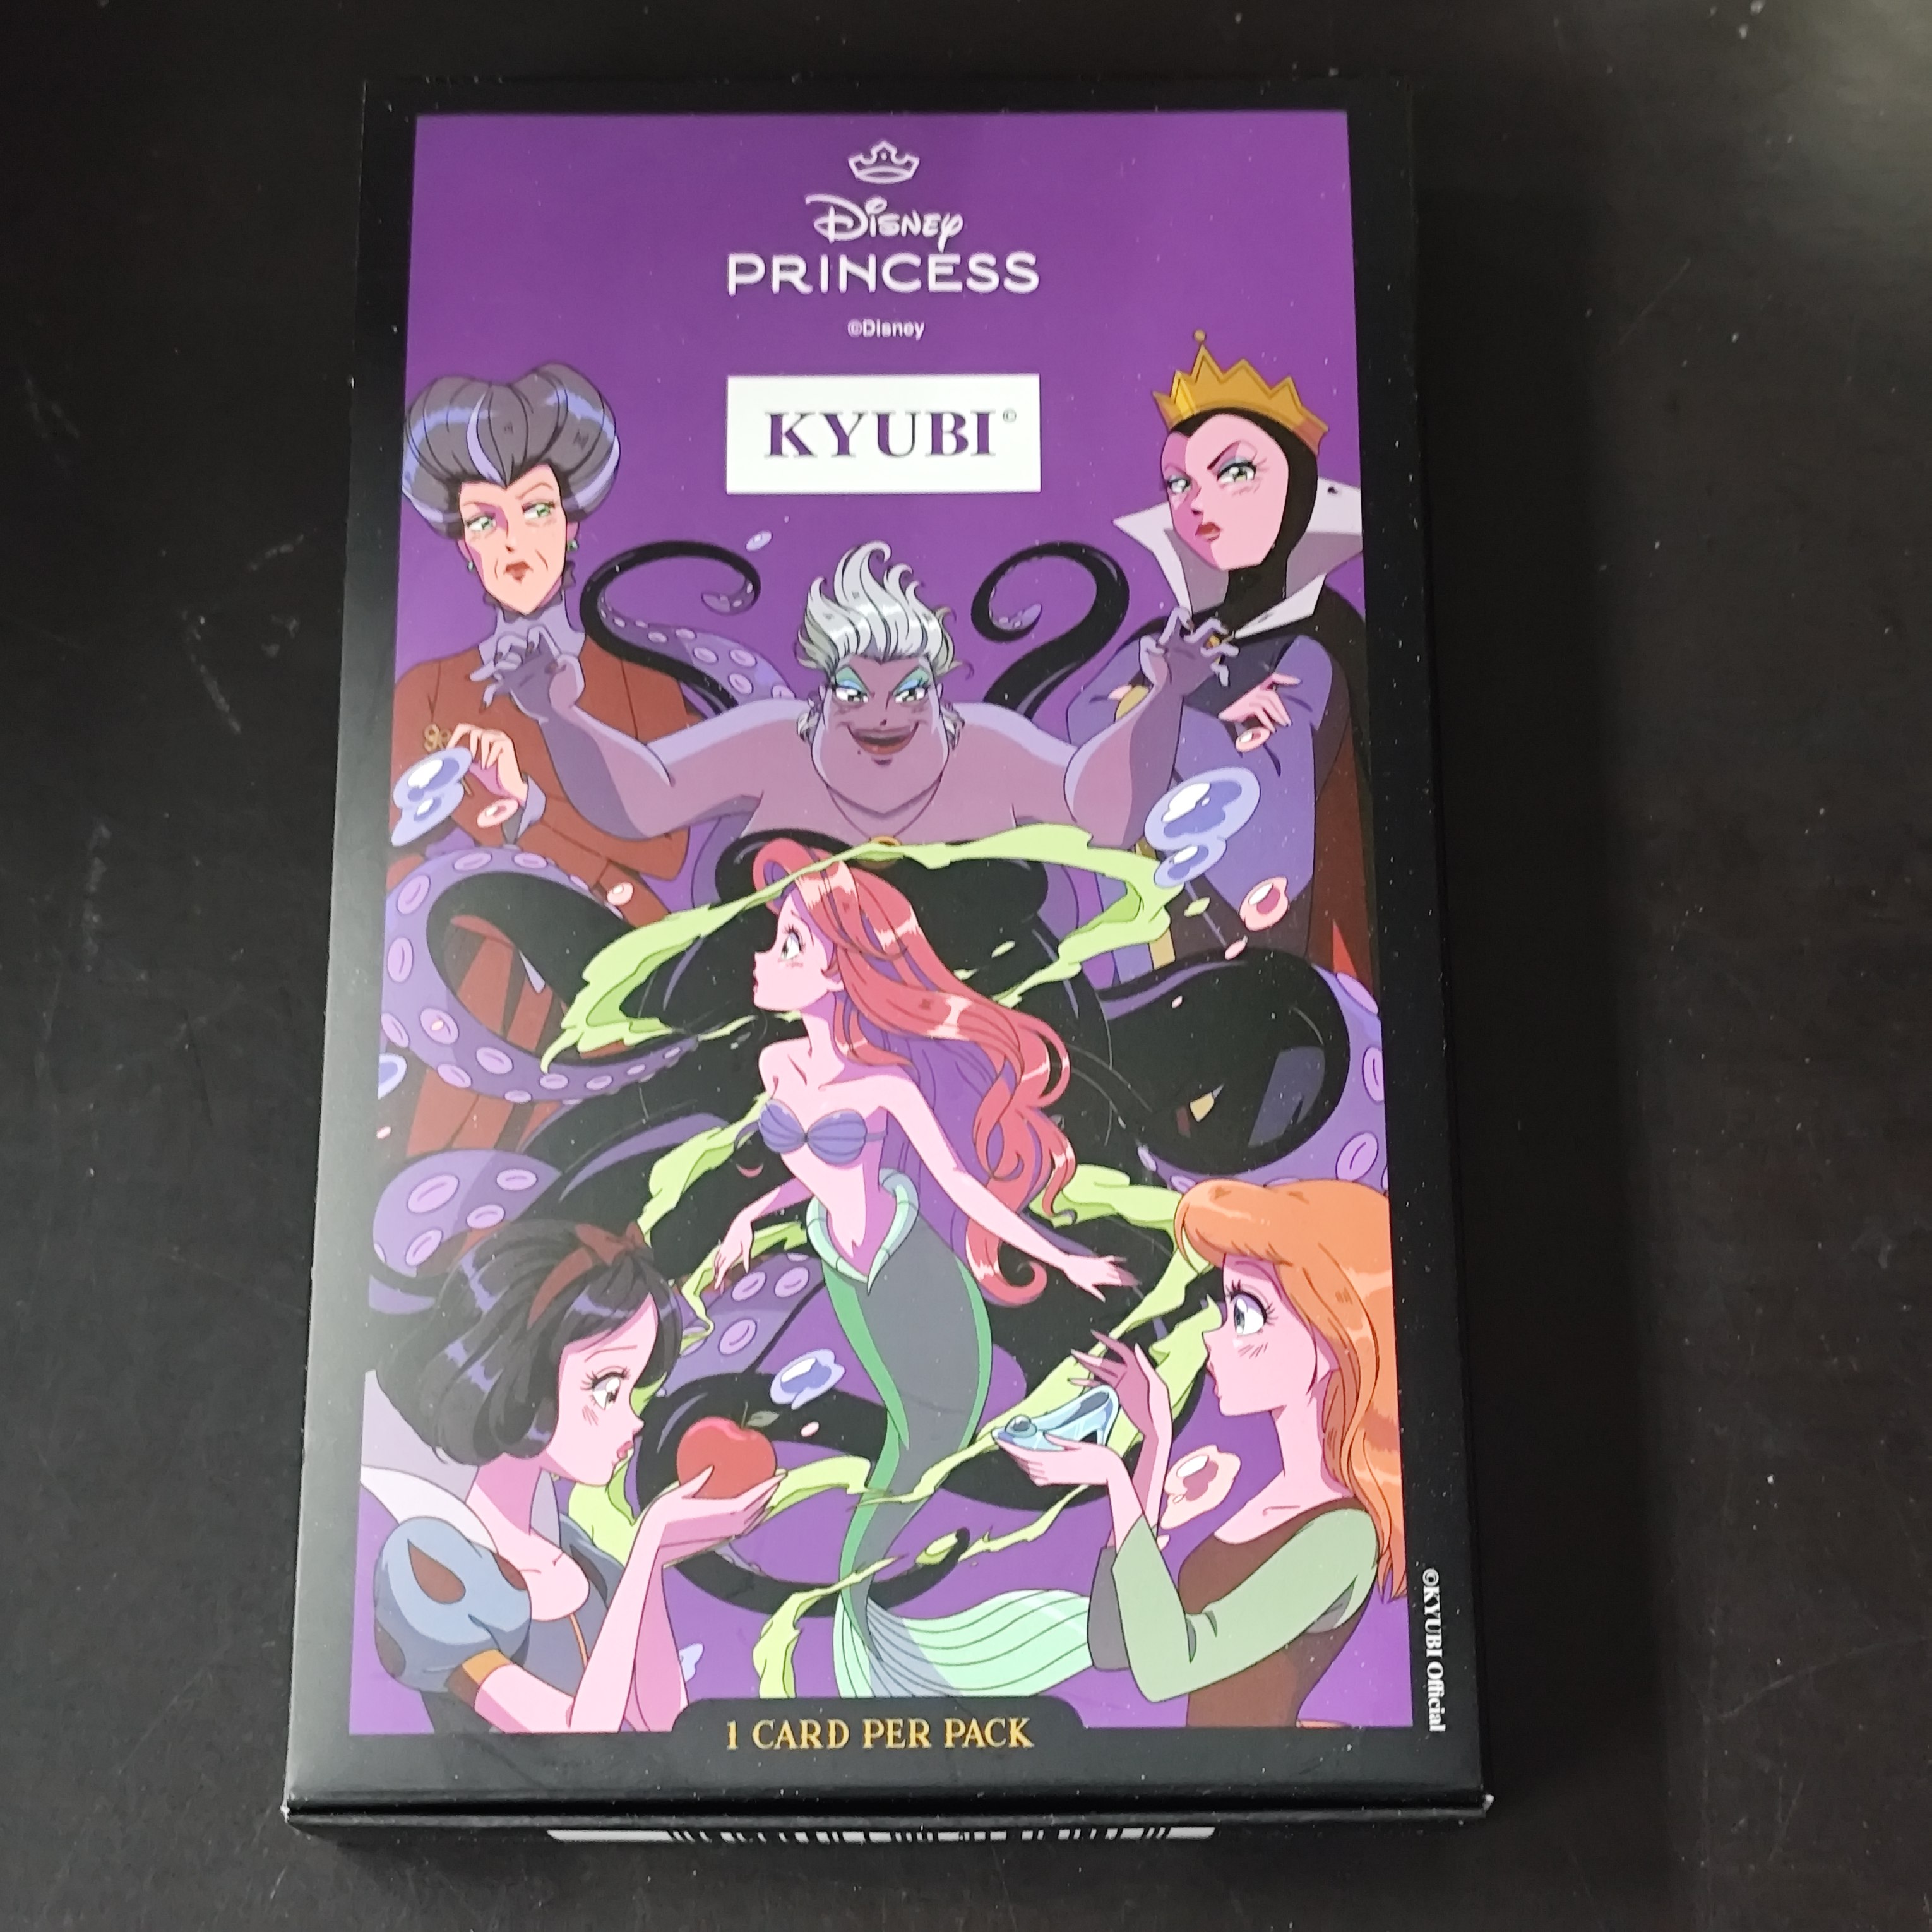 Disney
PRINCESS
©Disney
KYUBI©
1 CARD PER PACK
©KYUBI Official